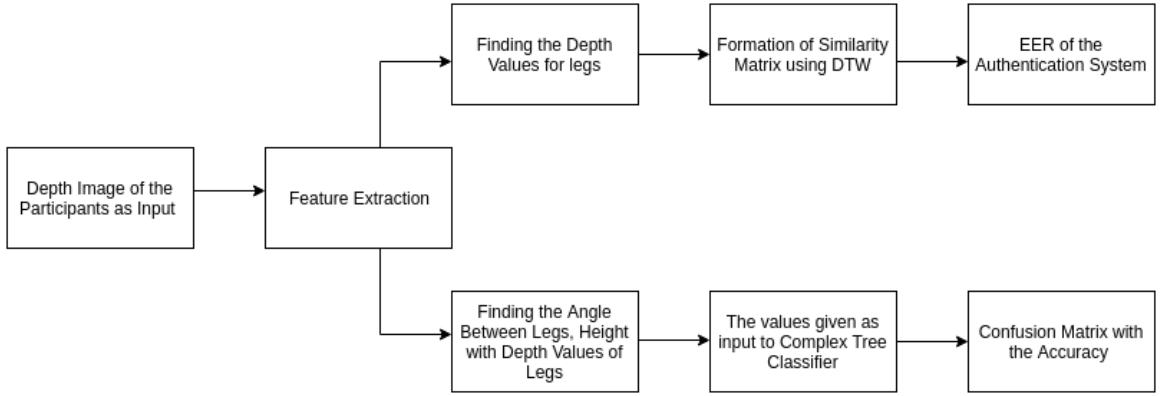 Finding the Depth
Values for legs
Formation of Similarity
Matrix using DTW
EER of the
Authentication System
Depth Image of the
Participants as Input
Feature Extraction
Finding the Angle
Between Legs, Height
with Depth Values of
Legs
The values given as
input to Complex Tree
Classifier
Confusion Matrix with
the Accuracy